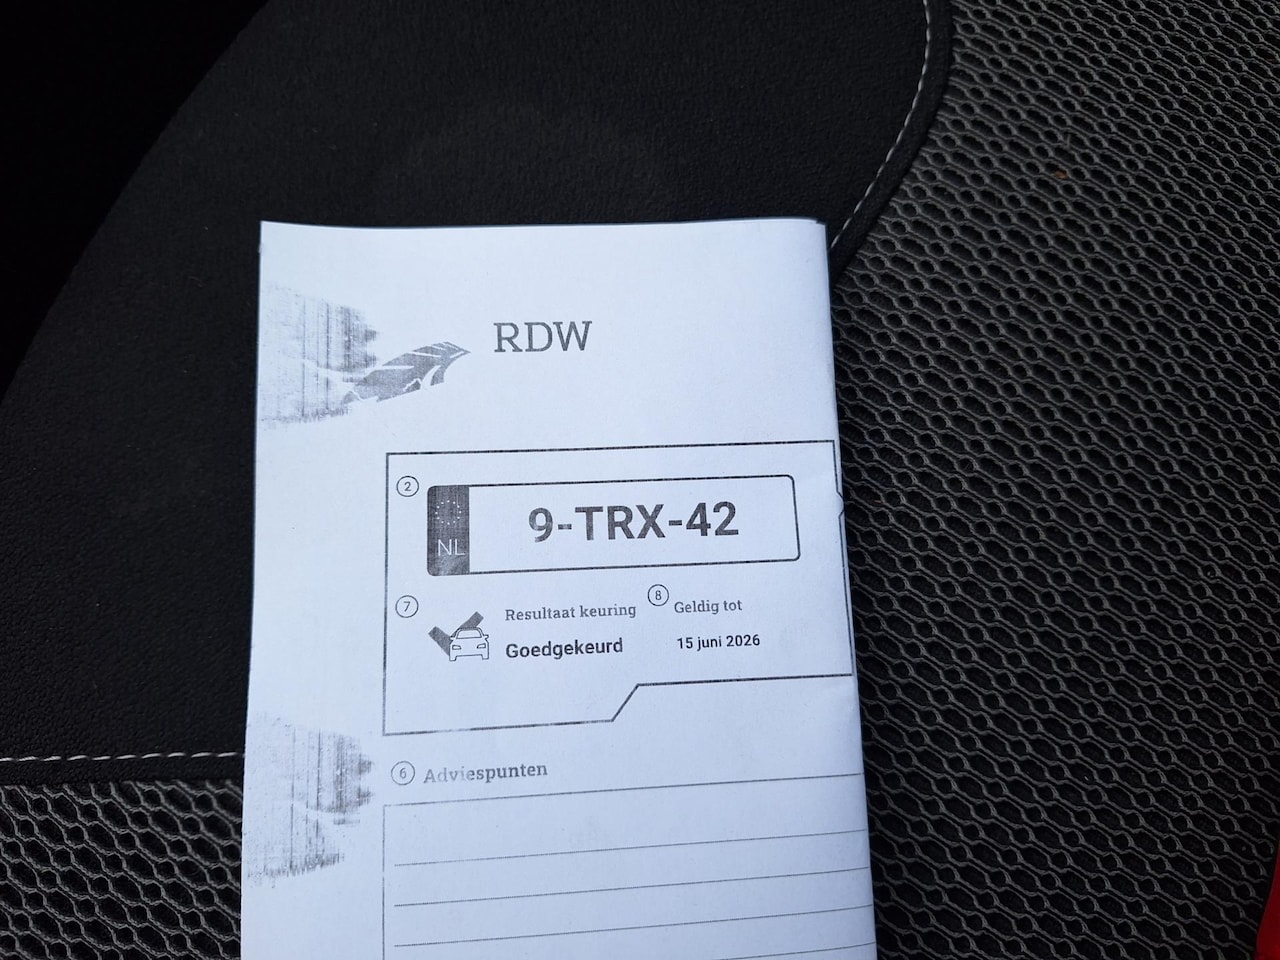 RDW
2
NL
9-TRX-42
7
Resultaat keuring
8
Geldig tot
Goedgekeurd
15 juni 2026
6 Adviespunten